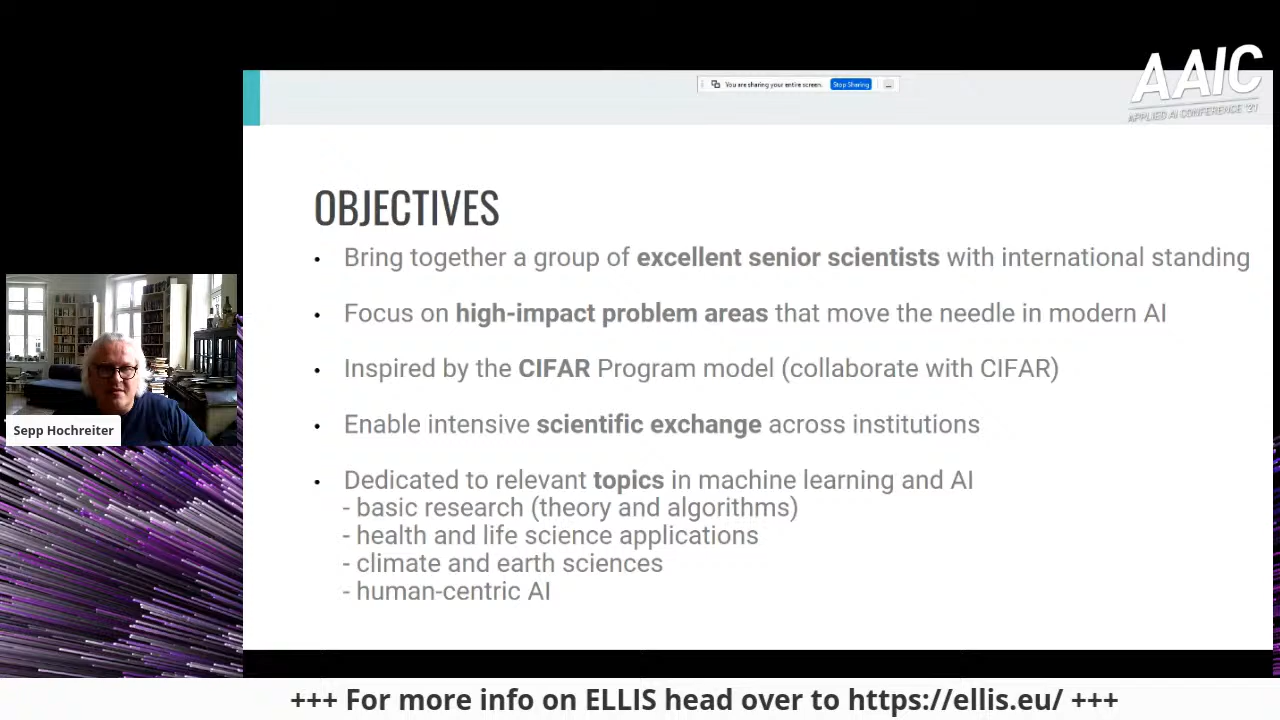 AAIC
APPLIED AI CONFERENCE '21
You are sharing your entire screen.
Stop Sharing
OBJECTIVES
• Bring together a group of excellent senior scientists with international standing
• Focus on high-impact problem areas that move the needle in modern AI
• Inspired by the CIFAR Program model (collaborate with CIFAR)
• Enable intensive scientific exchange across institutions
• Dedicated to relevant topics in machine learning and AI
- basic research (theory and algorithms)
- health and life science applications
- climate and earth sciences
- human-centric AI
Sepp Hochreiter
+++ For more info on ELLIS head over to https://ellis.eu/ +++